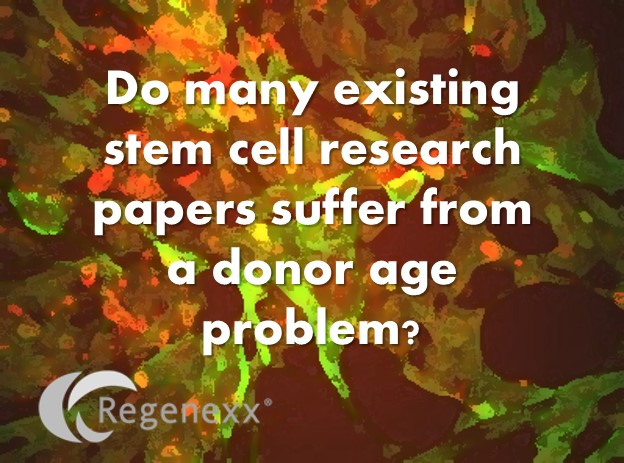 Do many existing
stem cell research
papers suffer from
a donor age
problem?
Regenexx®